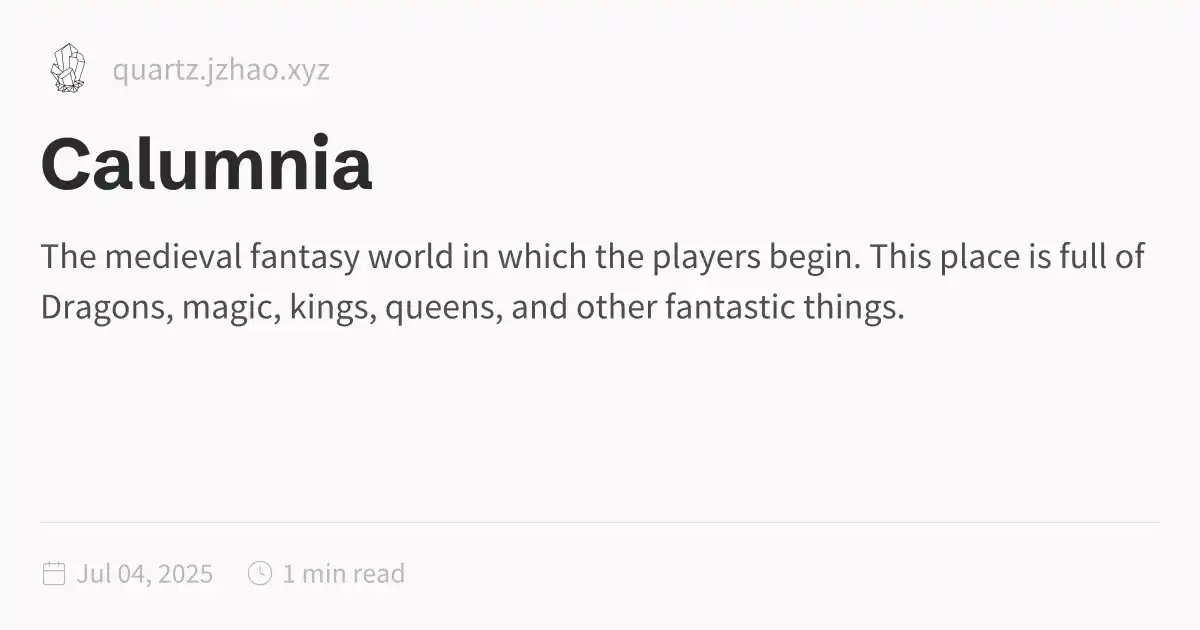 quartz.jzhao.xyz
Calumnia
The medieval fantasy world in which the players begin. This place is full of
Dragons, magic, kings, queens, and other fantastic things.
Jul 04, 2025 1 min read